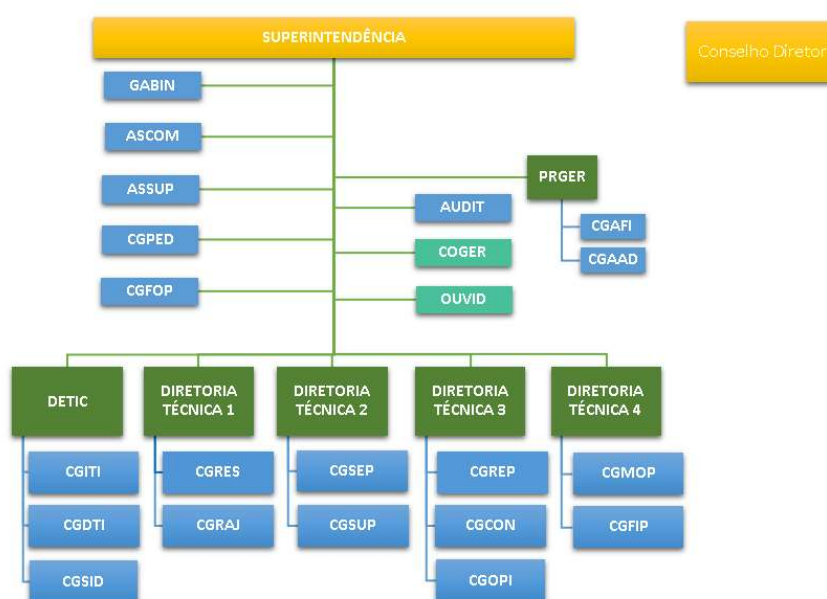 SUPERINTENDÊNCIA
Conselho Diretor
GABIN
ASCOM
ASSUP
CGPED
CGFOP
PRGER
AUDIT
COGER
OUVID
CGAFI
CGAAD
DETIC
DIRETORIA
TÉCNICA 1
DIRETORIA
TÉCNICA 2
DIRETORIA
TÉCNICA 3
DIRETORIA
TÉCNICA 4
CGITI
CGDTI
CGSID
CGRES
CGRAJ
CGSEP
CGSUP
CGREP
CGCON
CGOPI
CGMOP
CGFIP